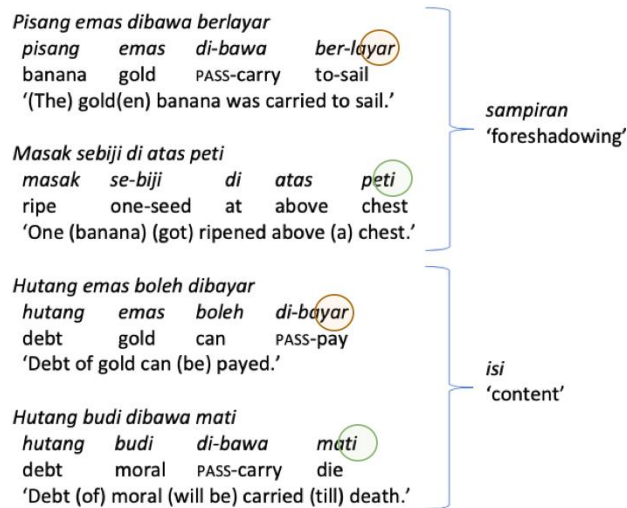 Pisang emas dibawa berlayar
pisang emas di-bawa ber-layar
banana gold PASS-carry to-sail
‘(The) gold(en) banana was carried to sail.’
sampiran
‘foreshadowing’
Masak sebiji di atas peti
masak se-biji di atas peti
ripe one-seed at above chest
‘One (banana) (got) ripened above (a) chest.’
Hutang emas boleh dibayar
hutang emas boleh di-bayar
debt gold can PASS-pay
‘Debt of gold can (be) payed.’
isi
‘content’
Hutang budi dibawa mati
hutang budi di-bawa mati
debt moral PASS-carry die
‘Debt (of) moral (will be) carried (till) death.’